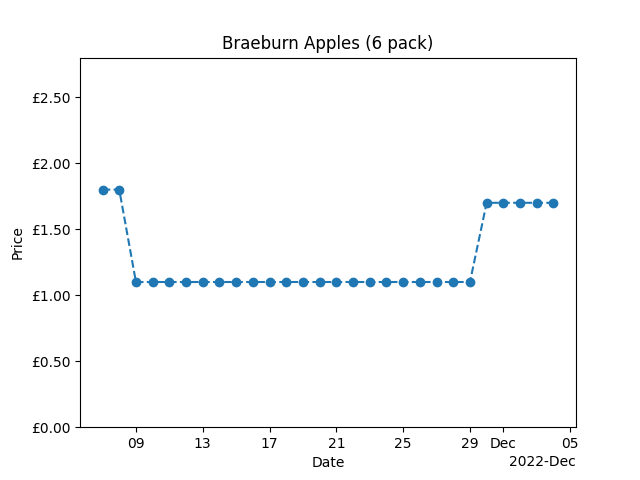 Braeburn Apples (6 pack)
£2.50
£2.00
£1.50
£1.00
£0.50
£0.00
Price
09 13 17 21 25 29 Dec 05
Date
2022-Dec